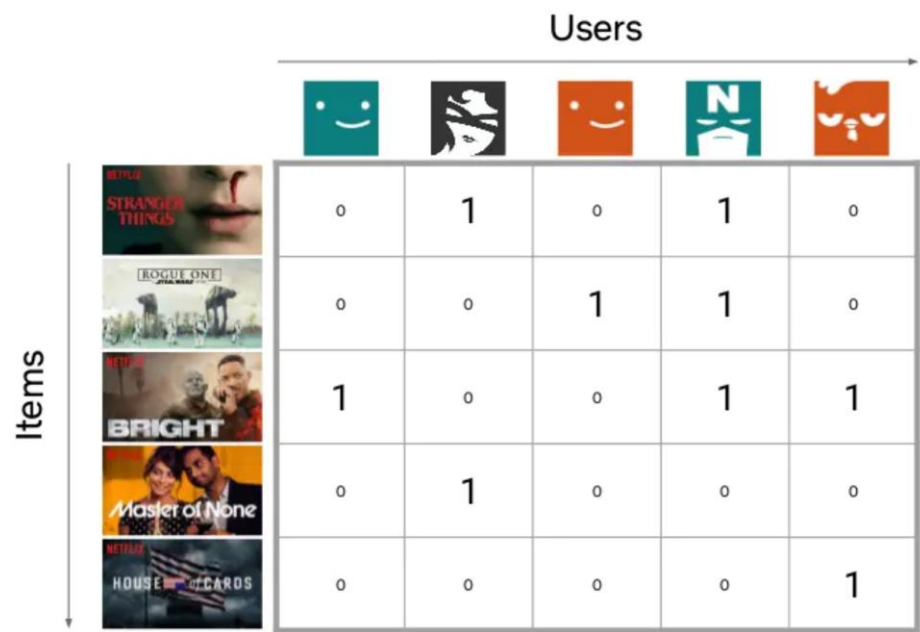 Users
N
NETFLIX
STRANGER
THINGS
0 1 0 1 0
ROGUE ONE
0 0 1 1 0
NETFLIX
BRIGHT
1 0 0 1 1
Master of None
0 1 0 0 0
NETFLIX
HOUSE of CARDS
0 0 0 0 1
Items